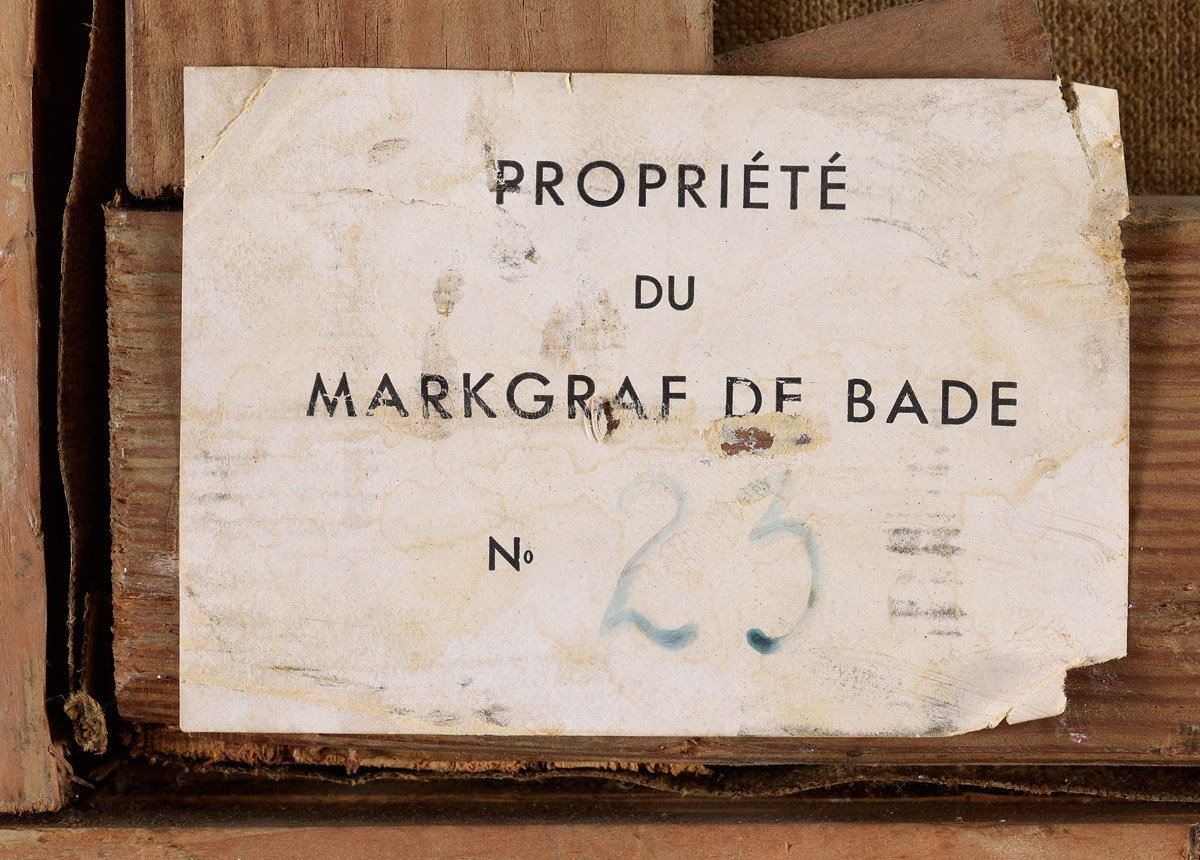 PROPRIÉTÉ
DU
MARKGRAF DE BADE
No 23